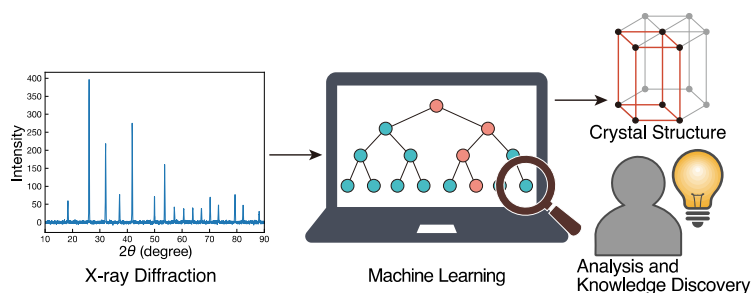 400
350
300
250
200
150
100
50
0
Intensity
10 20 30 40 50 60 70 80 90
2θ (degree)
X-ray Diffraction
Machine Learning
Crystal Structure
Analysis and
Knowledge Discovery